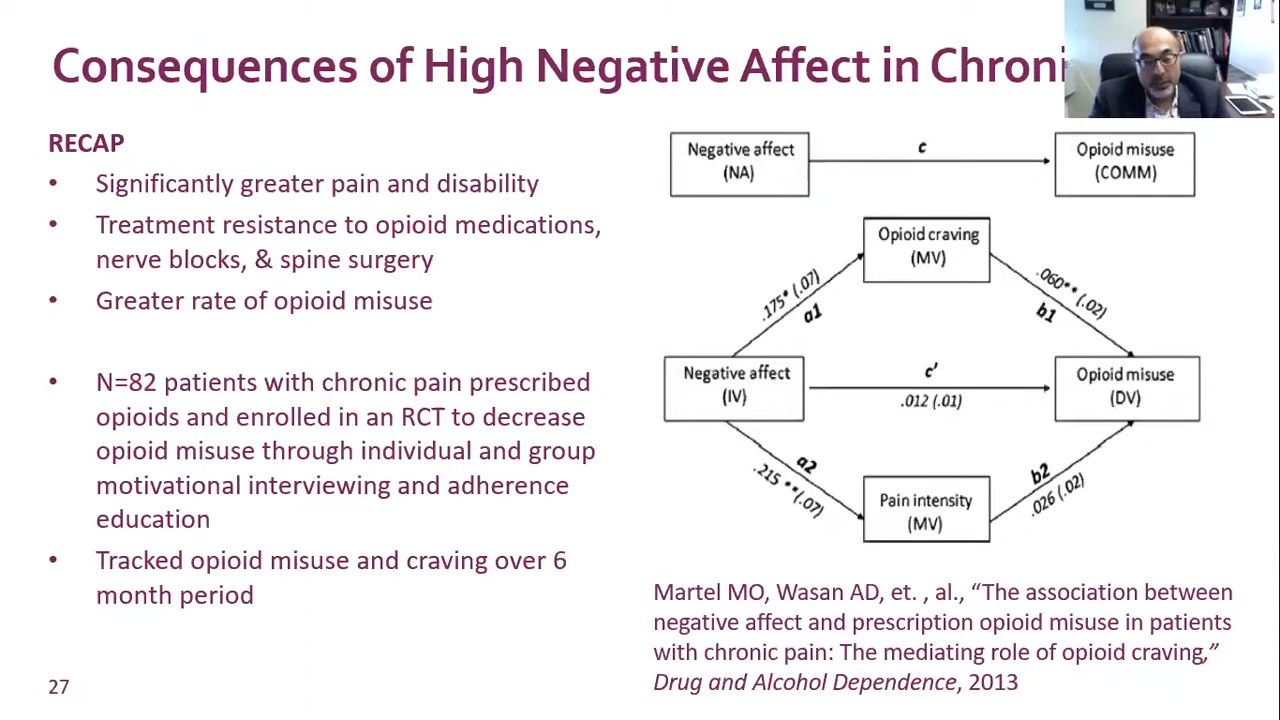 Consequences of High Negative Affect in Chroni
RECAP
• Significantly greater pain and disability
• Treatment resistance to opioid medications,
nerve blocks, & spine surgery
• Greater rate of opioid misuse
• N=82 patients with chronic pain prescribed
opioids and enrolled in an RCT to decrease
opioid misuse through individual and group
motivational interviewing and adherence
education
• Tracked opioid misuse and craving over 6
month period
27
Negative affect
(NA)
c
Opioid misuse
(COMM)
Opioid craving
(MV)
.175* (.07)
a1
.060** (.02)
b1
Negative affect
(IV)
c'
.012 (.01)
Opioid misuse
(DV)
a2
.215 **(.07)
b2
.026 (.02)
Pain intensity
(MV)
Martel MO, Wasan AD, et. , al., “The association between
negative affect and prescription opioid misuse in patients
with chronic pain: The mediating role of opioid craving,”
Drug and Alcohol Dependence, 2013